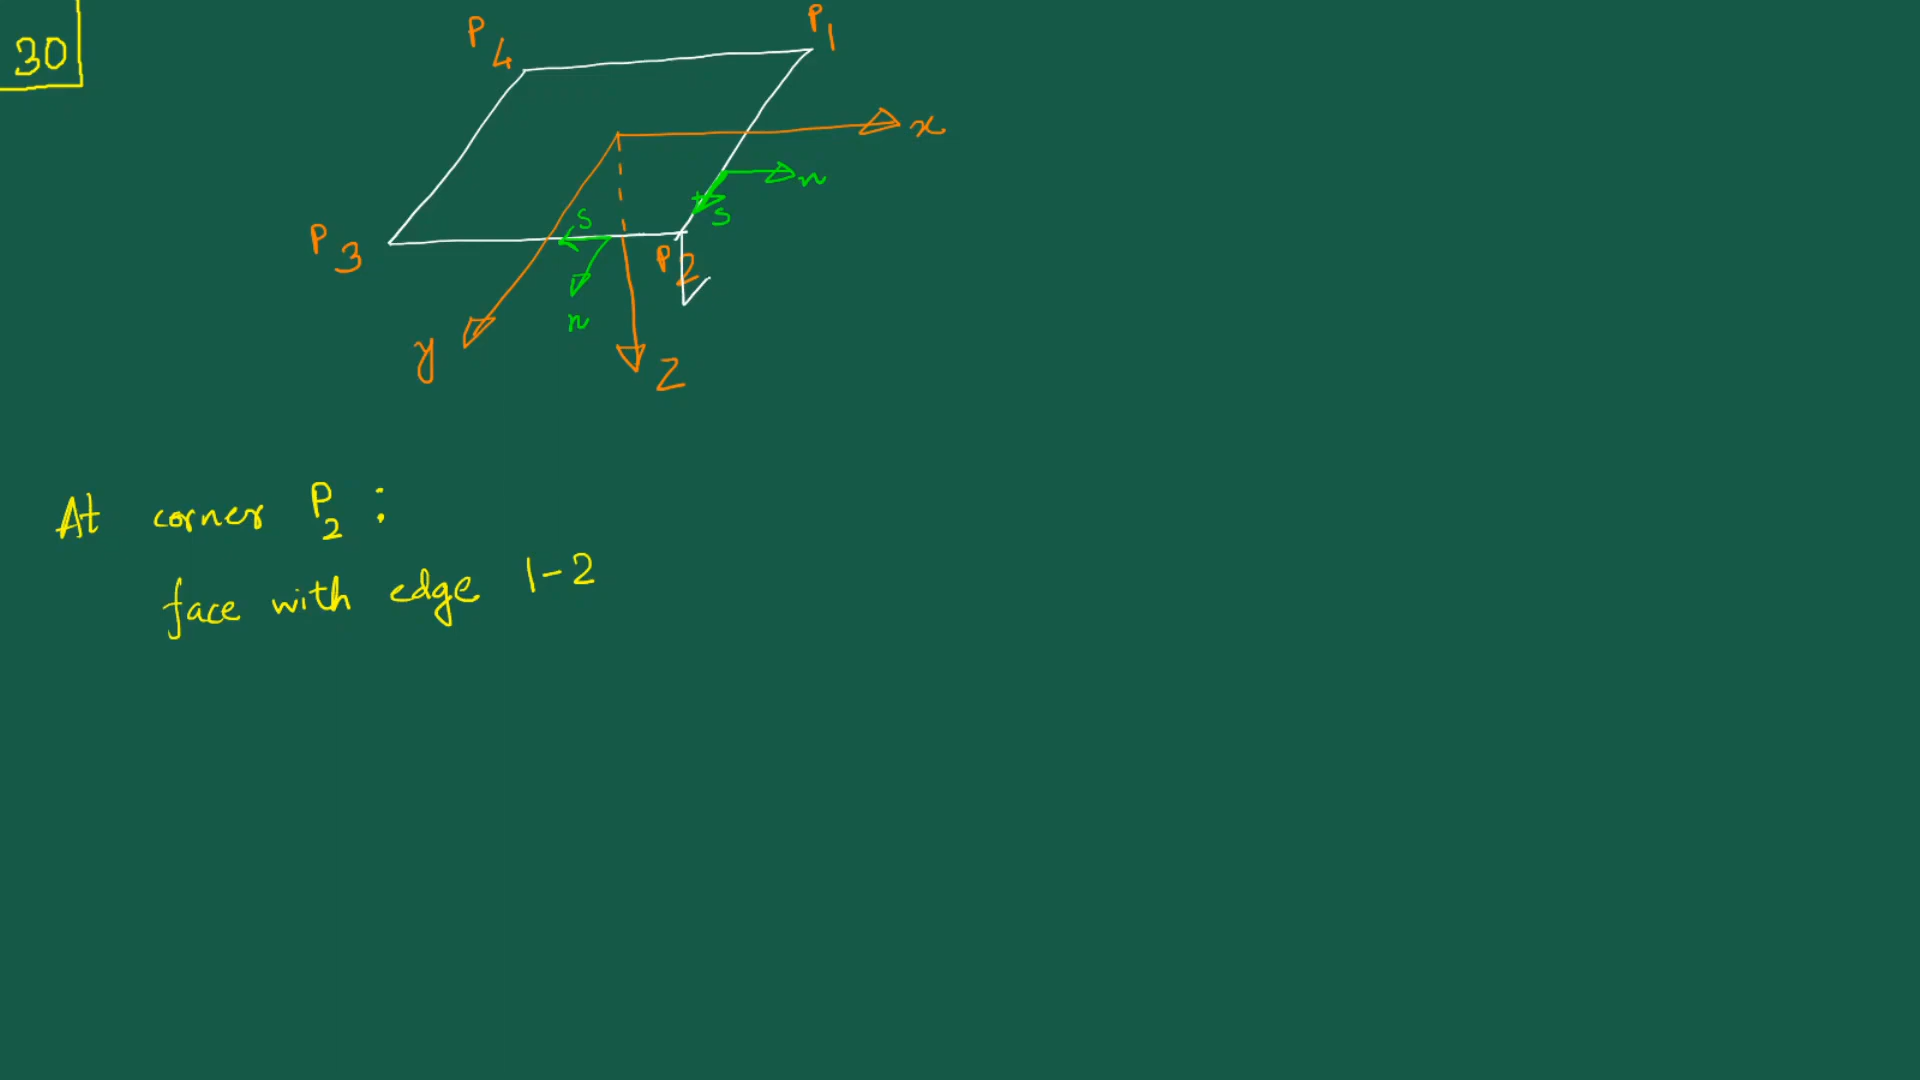 30
P4
P1
x
n
s
P3
s
P2
n
y
z
At corner P2 :
face with edge 1-2